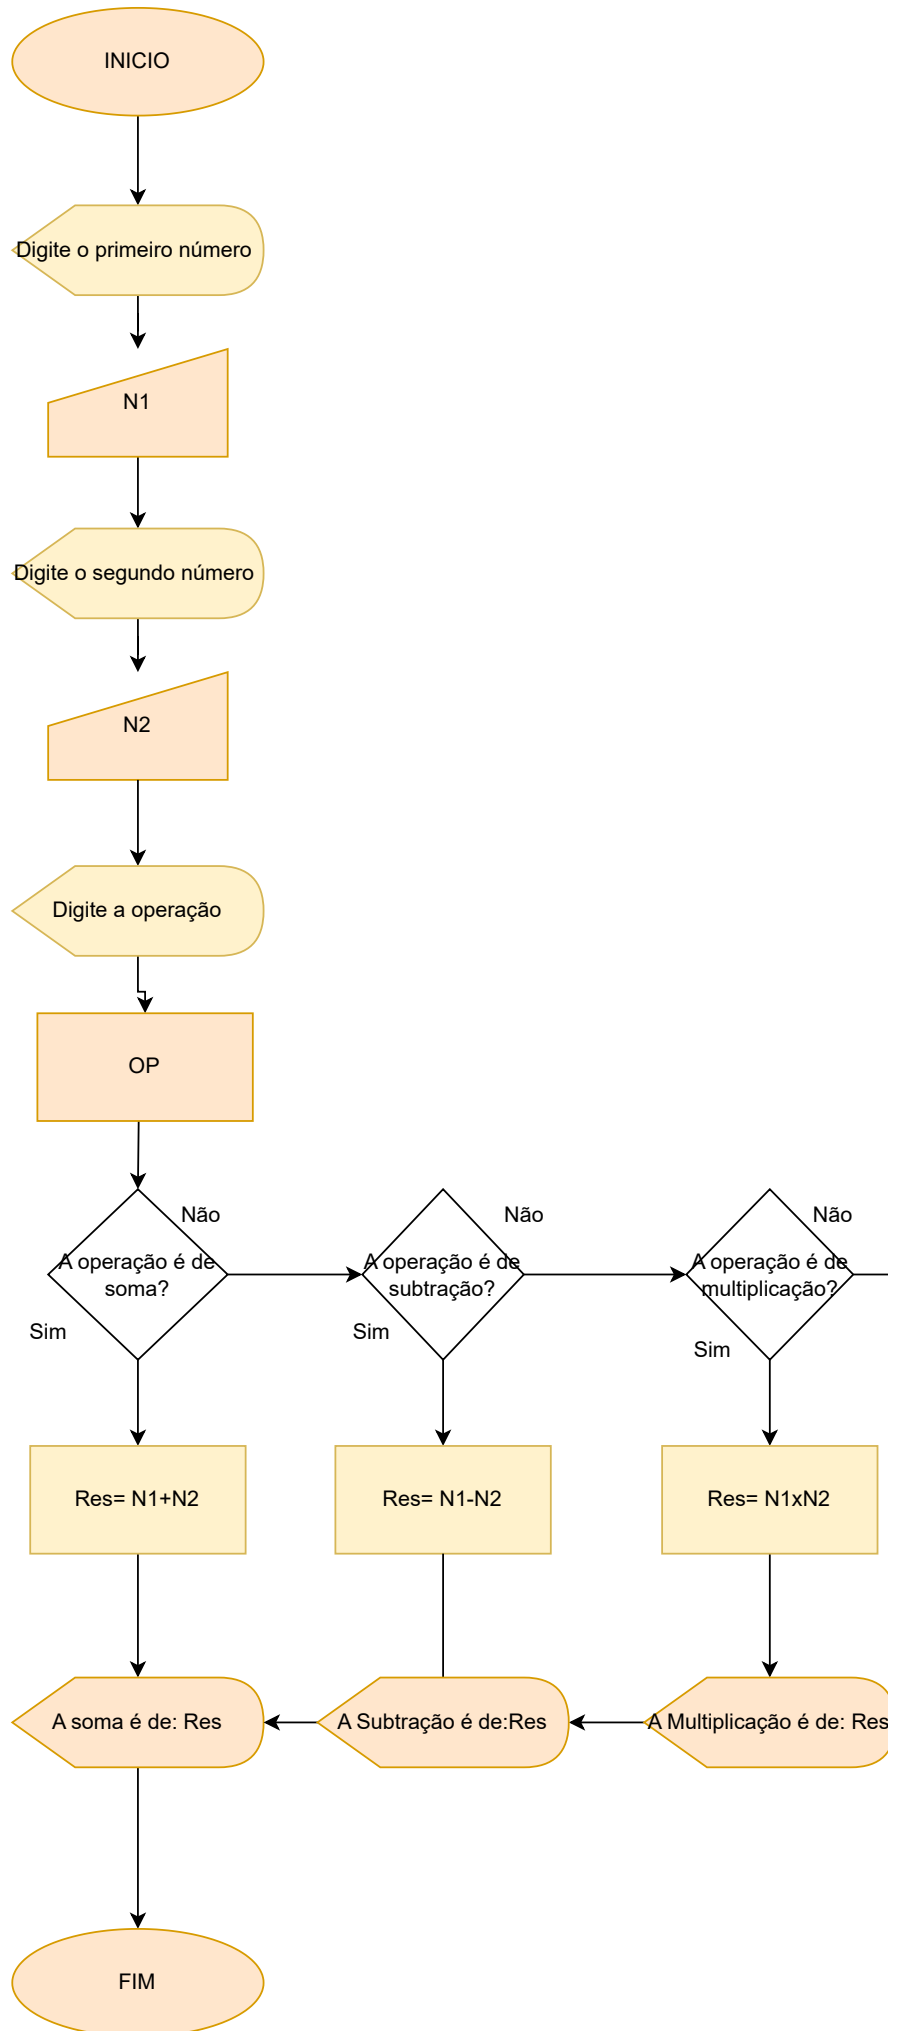 INICIO
Digite o primeiro número
N1
Digite o segundo número
N2
Digite a operação
OP
Não
A operação é de
soma?
Sim
Não
A operação é de
subtração?
Sim
Não
A operação é de
multiplicação?
Sim
Res= N1+N2
Res= N1-N2
Res= N1xN2
A soma é de: Res
A Subtração é de:Res
A Multiplicação é de: Res
FIM